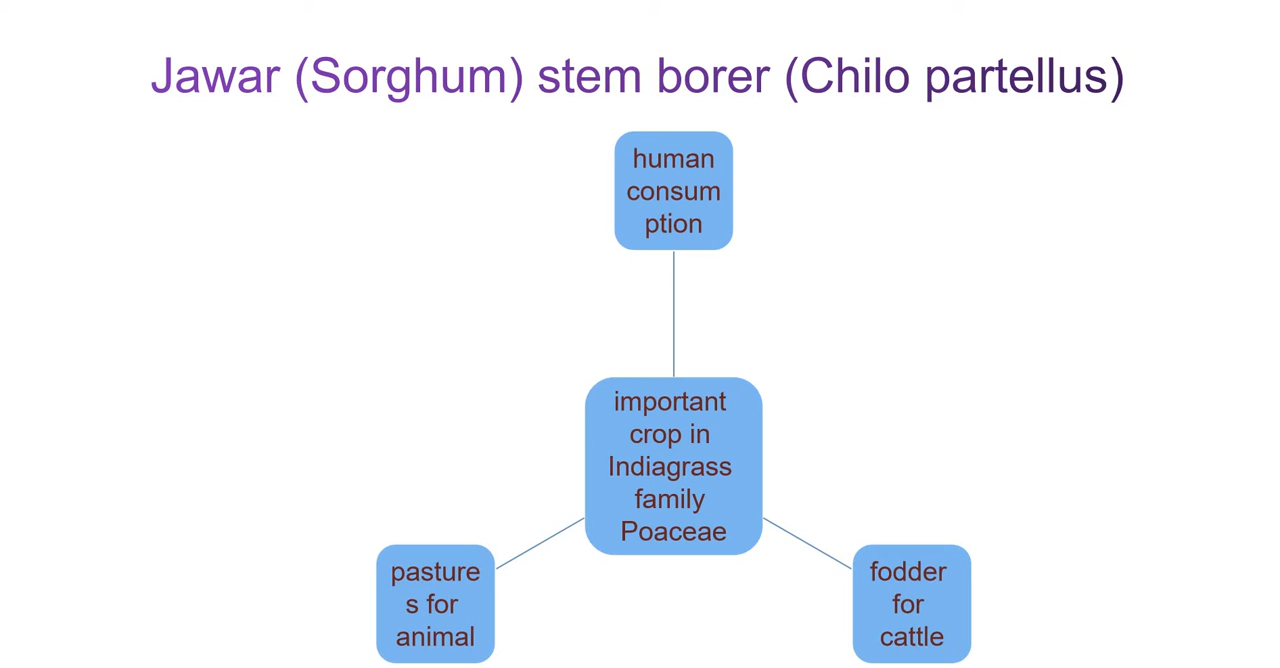 Jawar (Sorghum) stem borer (Chilo partellus)
human
consum
ption
important
crop in
Indiagrass
family
Poaceae
pasture
s for
animal
fodder
for
cattle